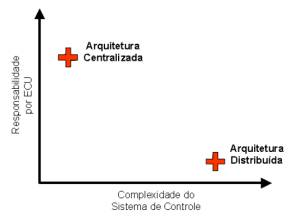 Arquitetura
Centralizada
Responsabilidade
por ECU
Arquitetura
Distribuída
Complexidade do
Sistema de Controle